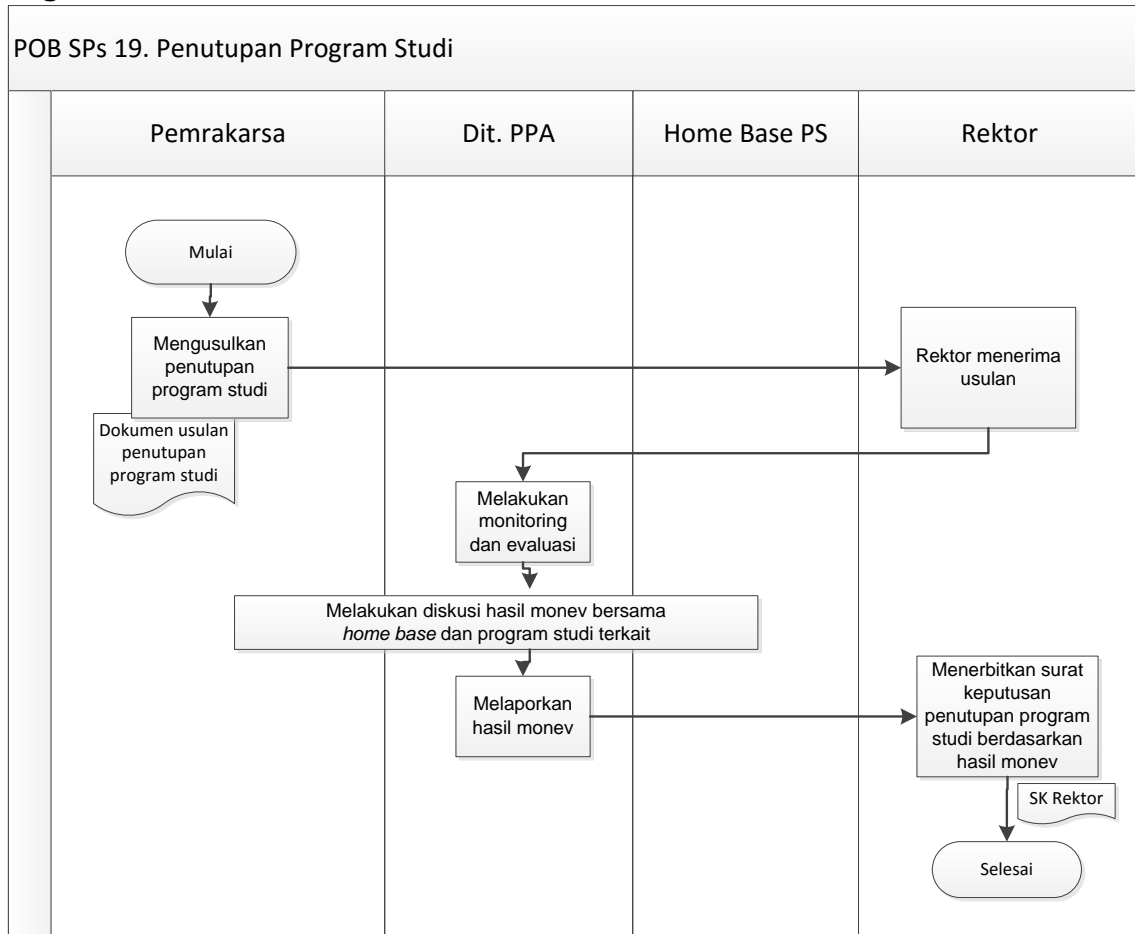 POB SPs 19. Penutupan Program Studi
Pemrakarsa
Dit. PPA
Home Base PS
Rektor
Mulai
Mengusulkan
penutupan
program studi
Dokumen usulan
penutupan
program studi
Rektor menerima
usulan
Melakukan
monitoring
dan evaluasi
Melakukan diskusi hasil monev bersama
home base dan program studi terkait
Melaporkan
hasil monev
Menerbitkan surat
keputusan
penutupan program
studi berdasarkan
hasil monev
SK Rektor
Selesai